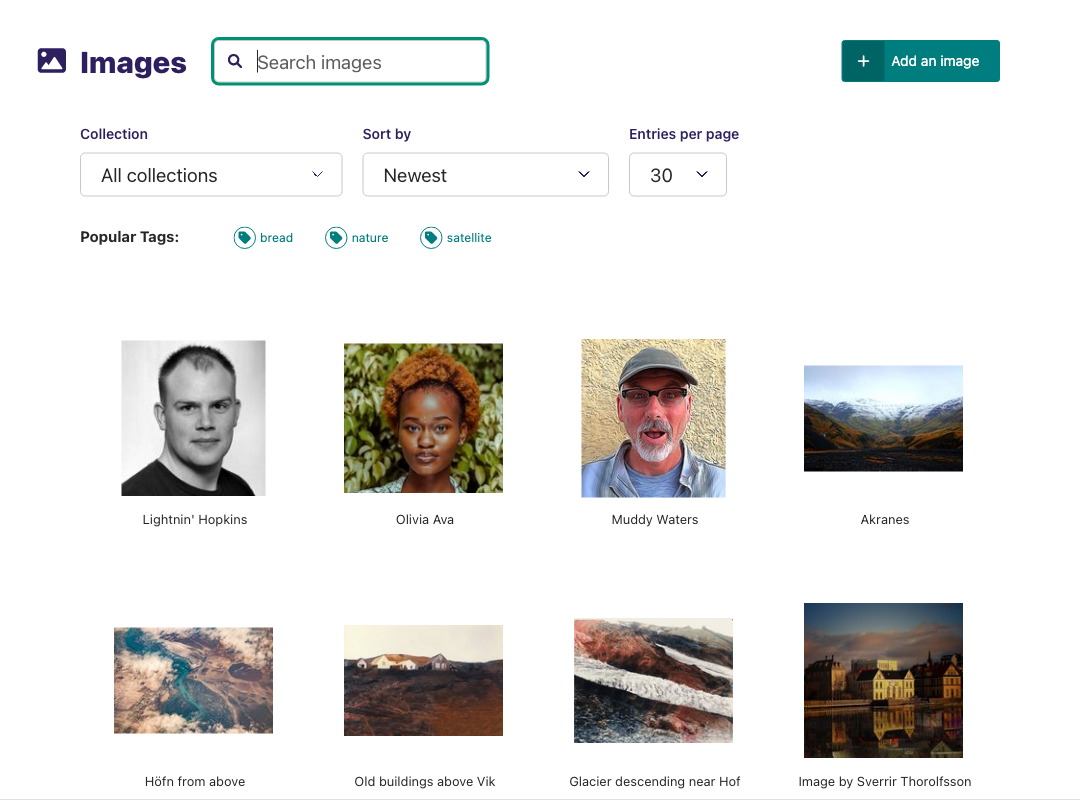 Images
Search images
Add an image
Collection
Sort by
Entries per page
All collections
Newest
30
Popular Tags:
bread
nature
satellite
Lightnin' Hopkins
Olivia Ava
Muddy Waters
Akranes
Höfn from above
Old buildings above Vik
Glacier descending near Hof
Image by Sverrir Thorolfsson